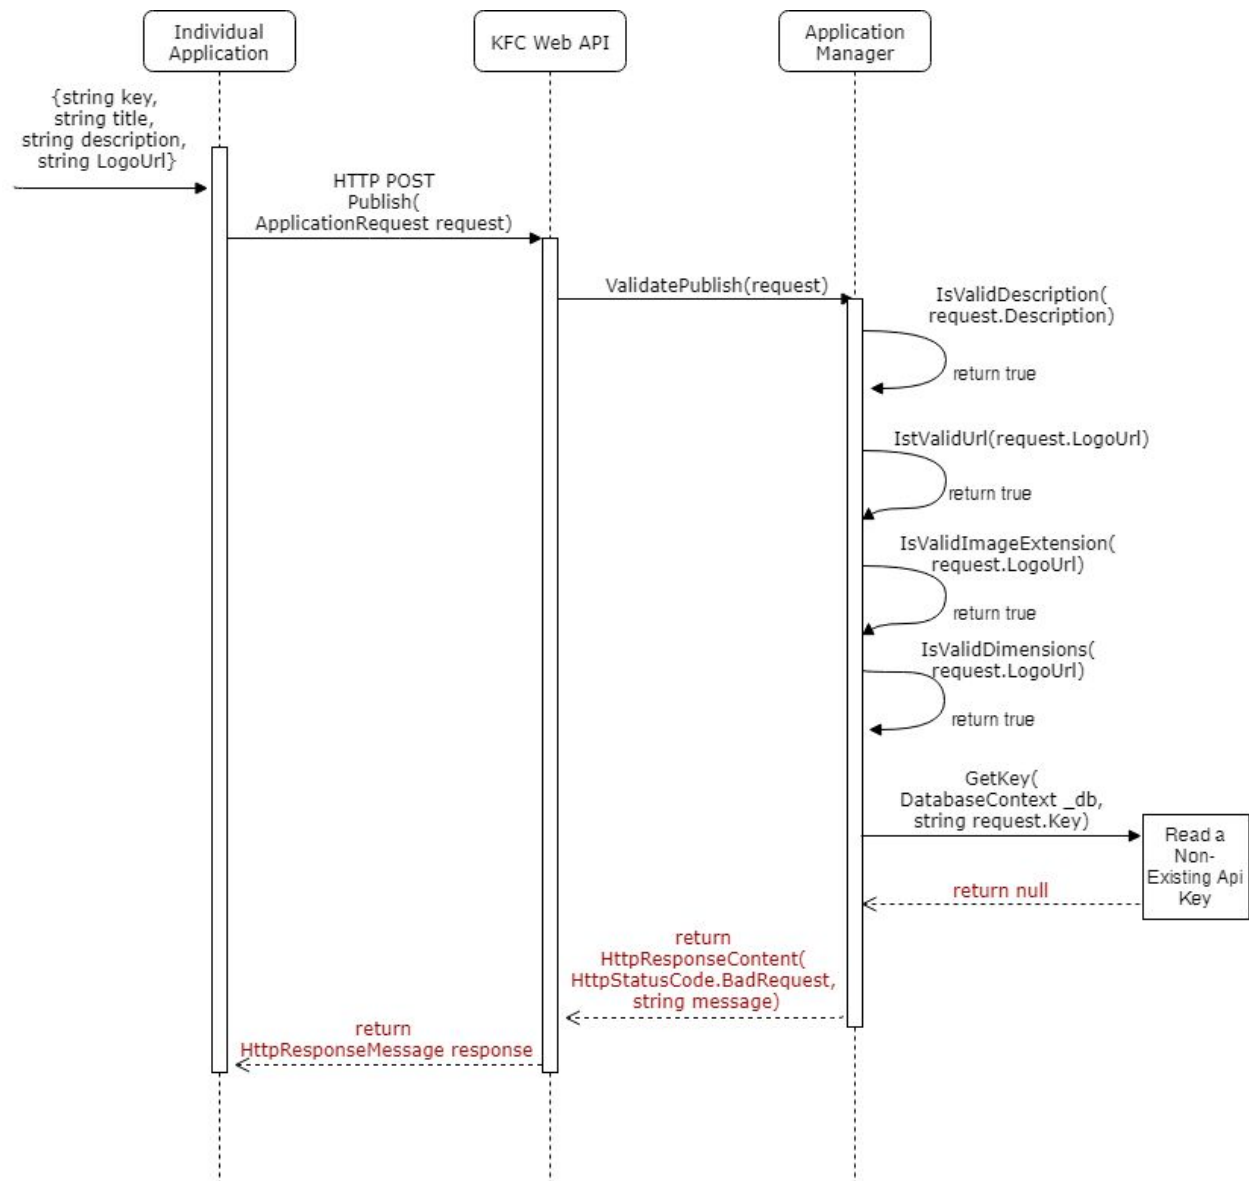 Individual
Application
KFC Web API
Application
Manager
{string key,
string title,
string description,
string LogoUrl}
HTTP POST
Publish(
ApplicationRequest request)
ValidatePublish(request)
IsValidDescription(
request.Description)
return true
IstValidUrl(request.LogoUrl)
return true
IsValidImageExtension(
request.LogoUrl)
return true
IsValidDimensions(
request.LogoUrl)
return true
GetKey(
DatabaseContext _db,
string request.Key)
Read a
Non-
Existing Api
Key
return null
return
HttpResponseContent(
HttpStatusCode.BadRequest,
string message)
return
HttpResponseMessage response